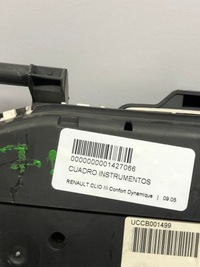 0000000001427066
CUADRO INSTRUMENTOS
RENAULT CLIO III Confort Dynamique | 09.05
UCCB001499